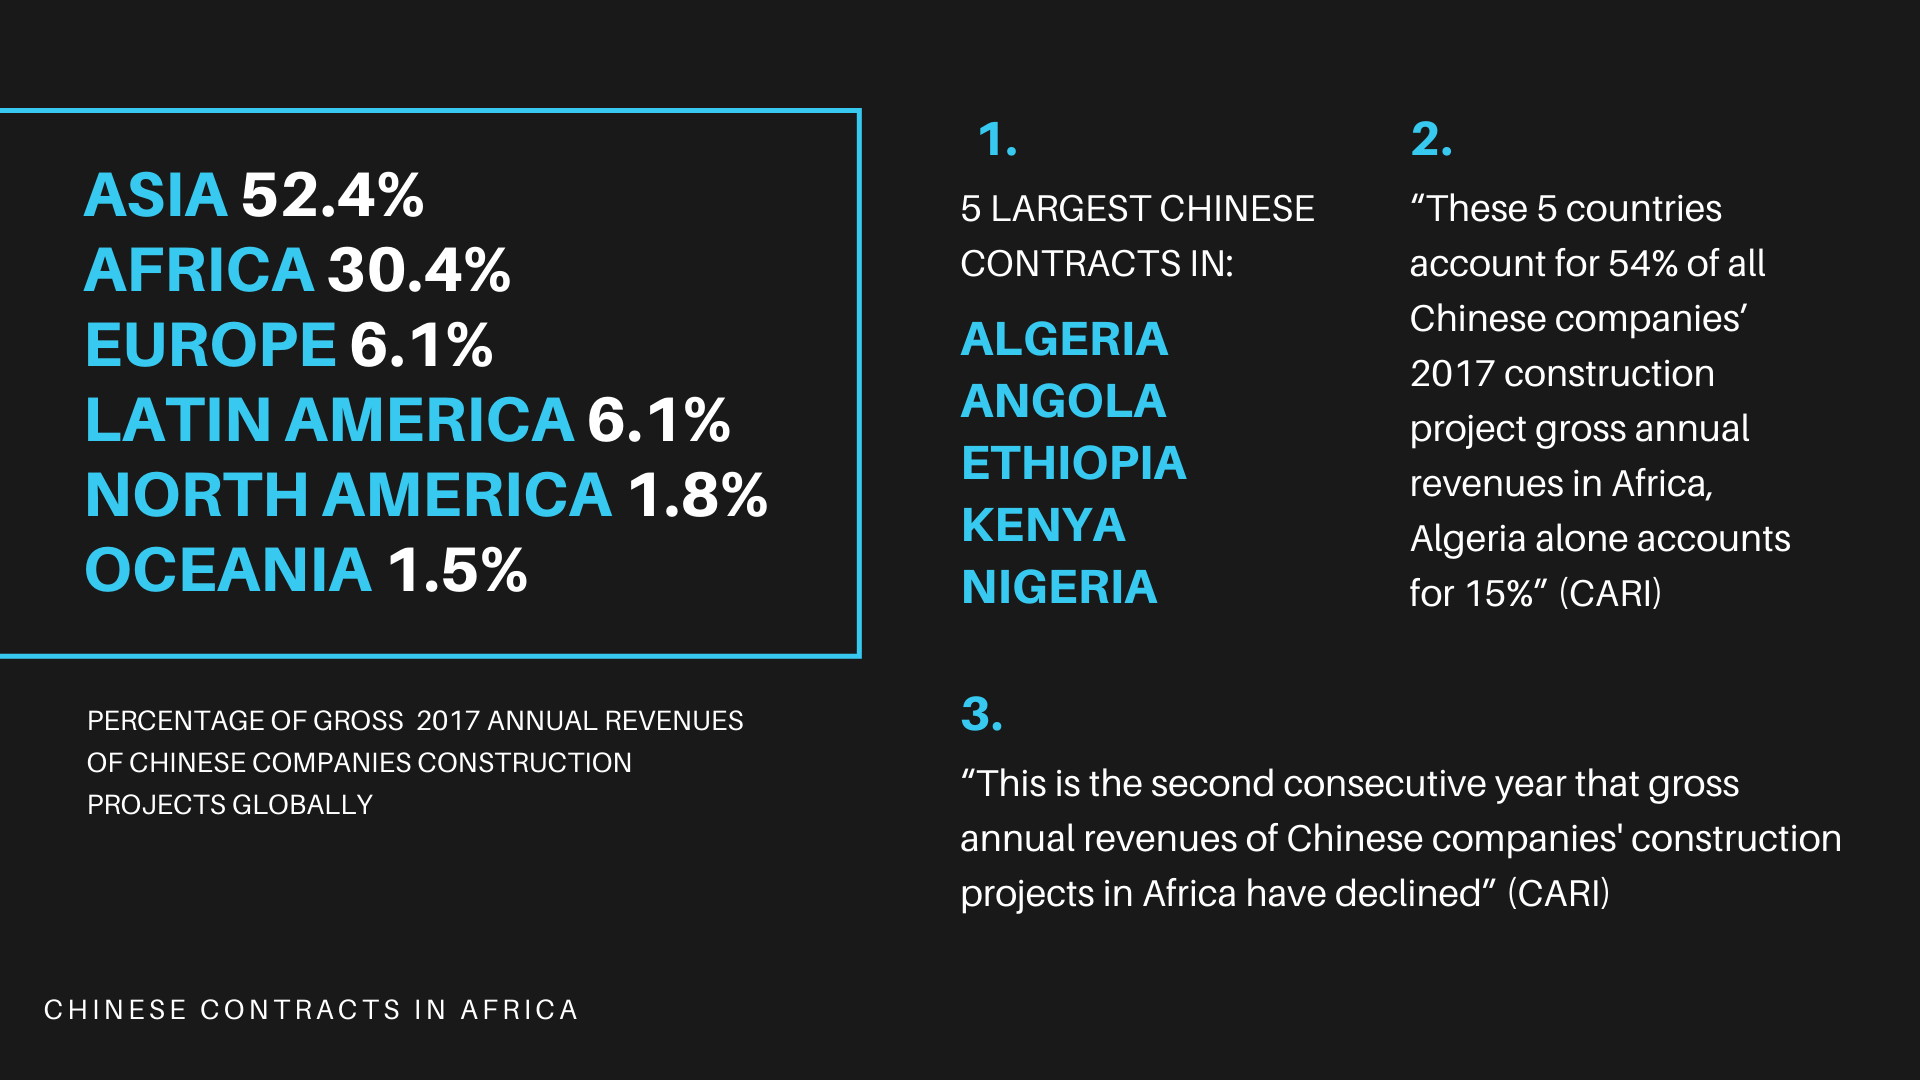 ASIA 52.4%
AFRICA 30.4%
EUROPE 6.1%
LATIN AMERICA 6.1%
NORTH AMERICA 1.8%
OCEANIA 1.5%
PERCENTAGE OF GROSS 2017 ANNUAL REVENUES
OF CHINESE COMPANIES CONSTRUCTION
PROJECTS GLOBALLY
1.
5 LARGEST CHINESE
CONTRACTS IN:
ALGERIA
ANGOLA
ETHIOPIA
KENYA
NIGERIA
2.
“These 5 countries
account for 54% of all
Chinese companies’
2017 construction
project gross annual
revenues in Africa,
Algeria alone accounts
for 15%” (CARI)
3.
“This is the second consecutive year that gross
annual revenues of Chinese companies' construction
projects in Africa have declined” (CARI)
CHINESE CONTRACTS IN AFRICA